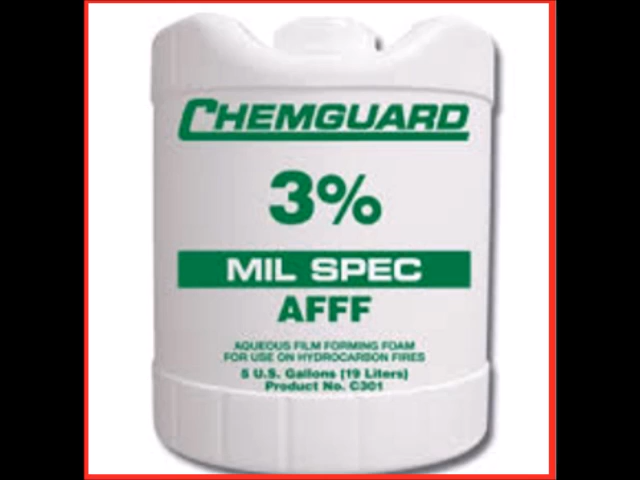 CHEMGUARD
3%
MIL SPEC
AFFF
AQUEOUS FILM FORMING FOAM
FOR USE ON HYDROCARBON FIRES
5 U.S. Gallons (19 Liters)
Product No. C301